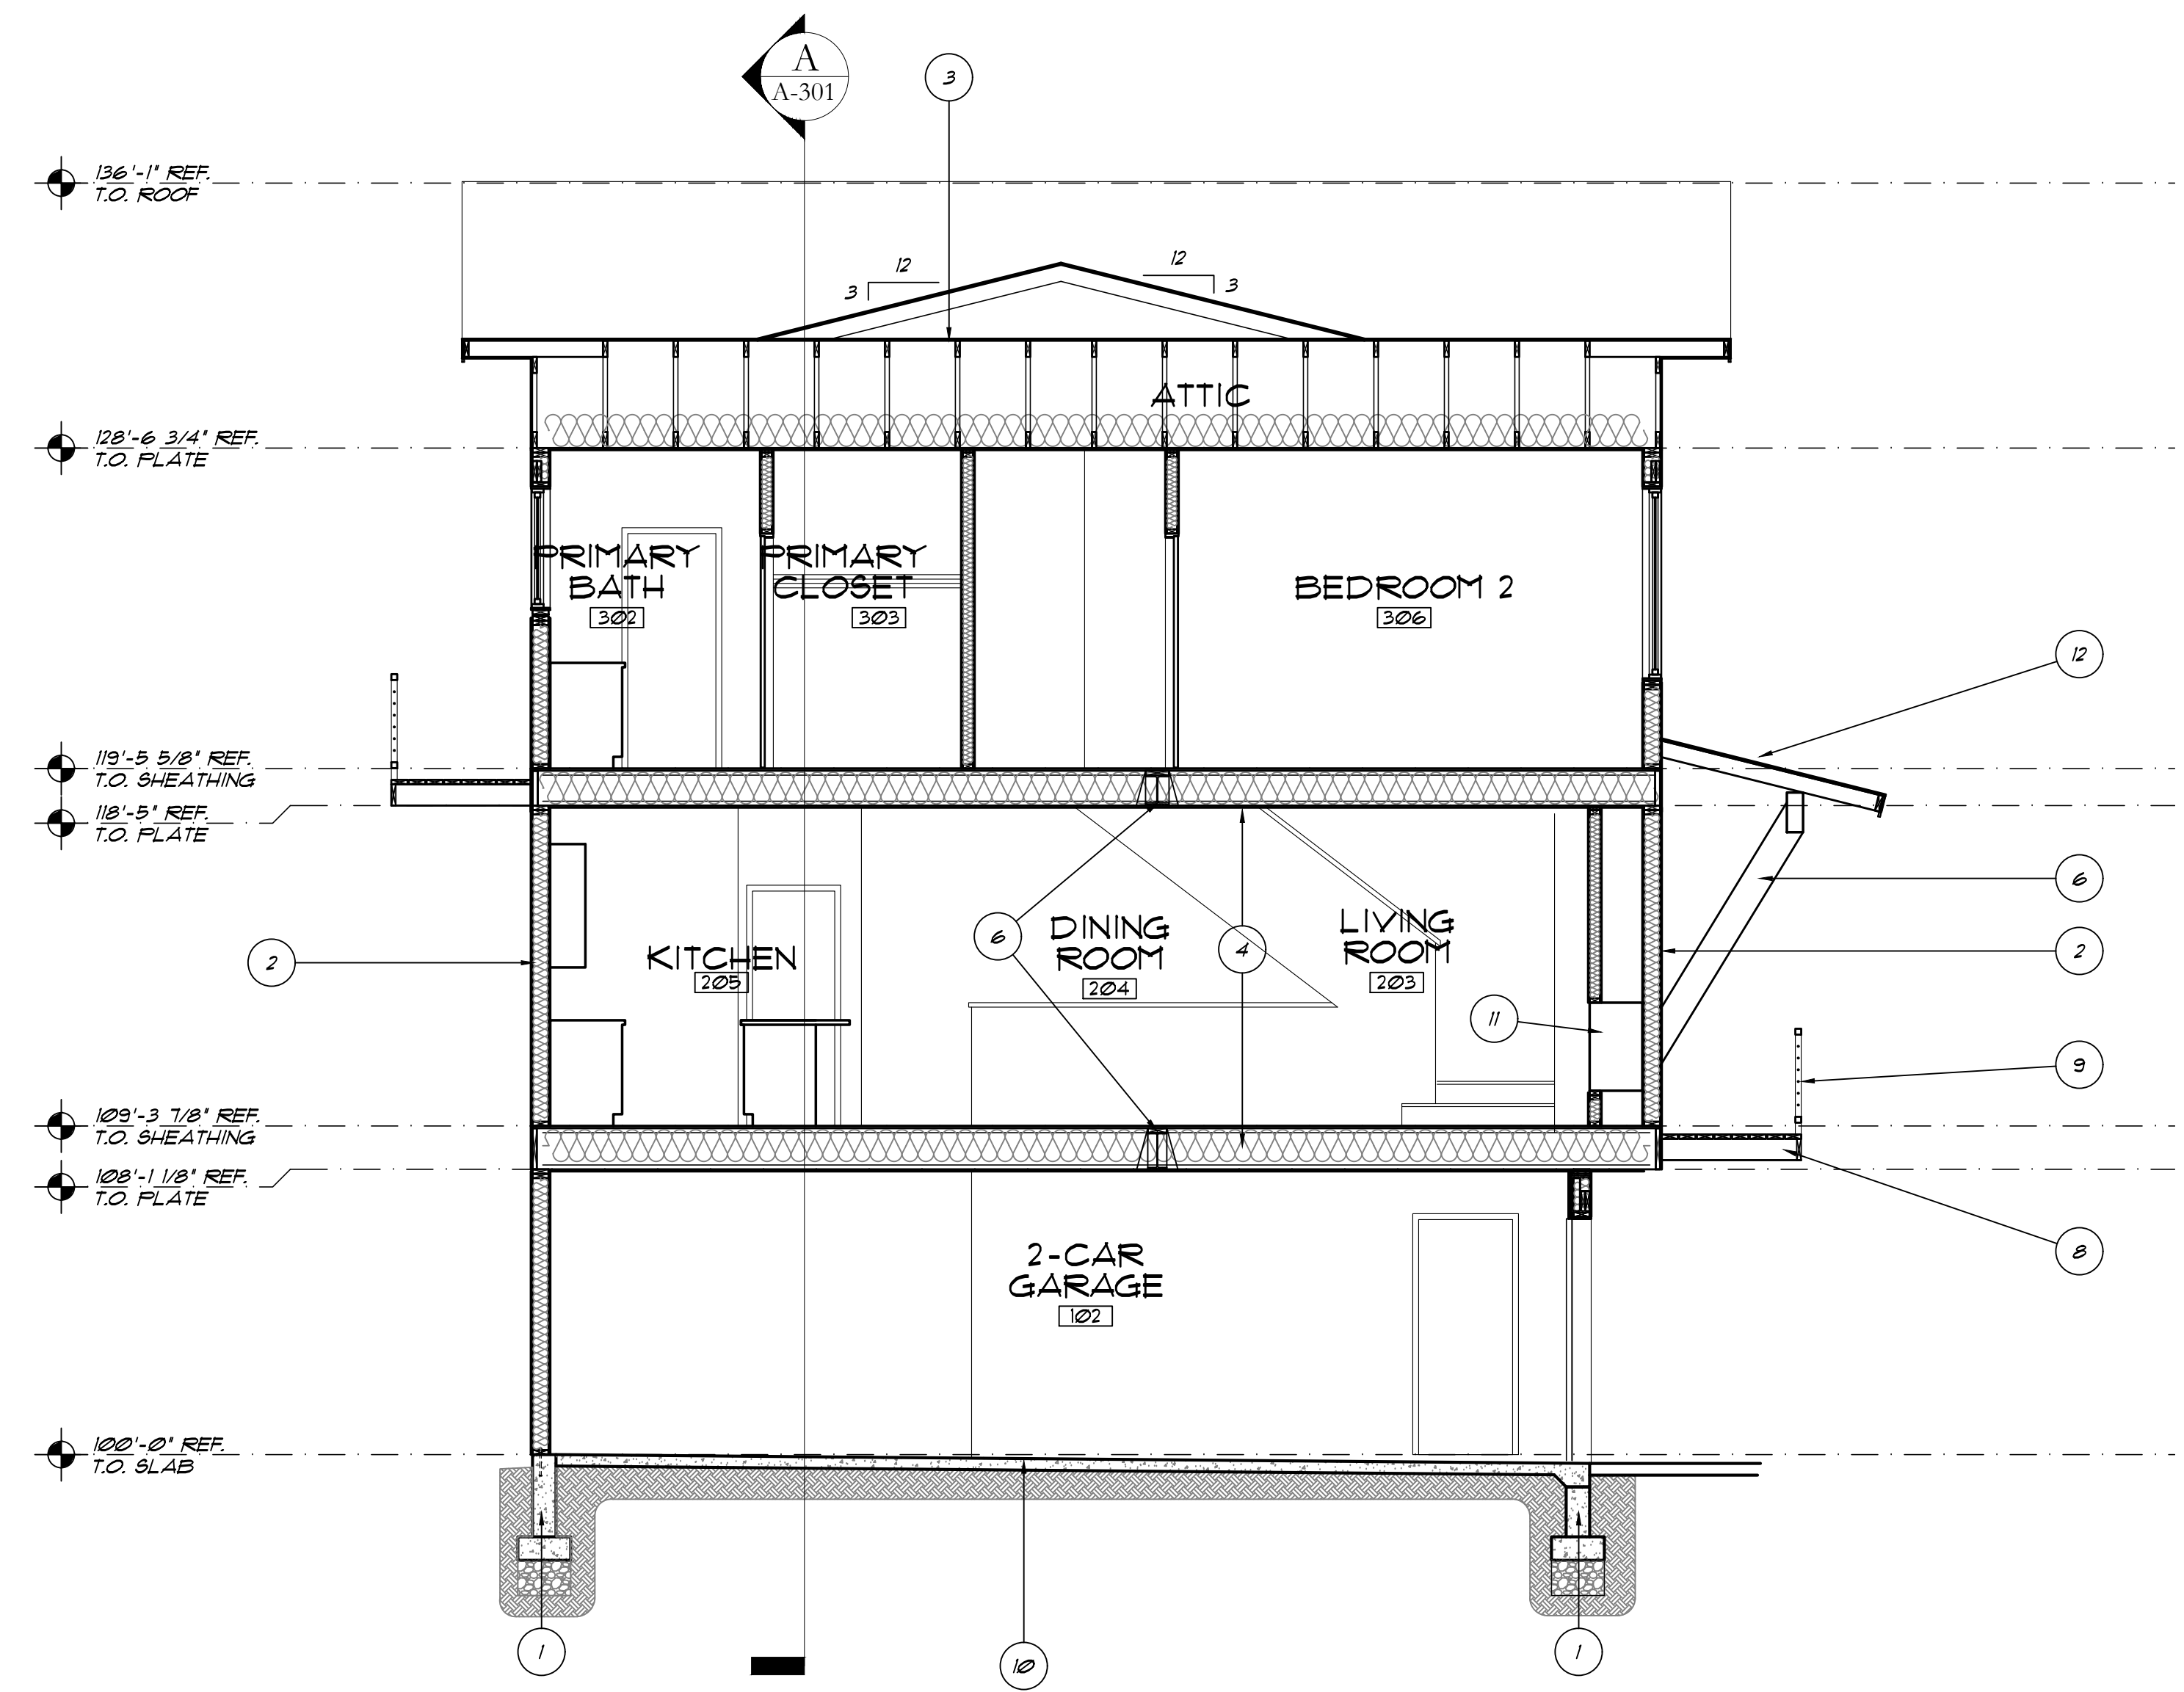 A
A-301
3
136'-1" REF.
T.O. ROOF
12
3
12
3
ATTIC
128'-6 3/4" REF.
T.O. PLATE
PRIMARY
BATH
302
PRIMARY
CLOSET
303
BEDROOM 2
306
12
119'-5 5/8" REF.
T.O. SHEATHING
118'-5" REF.
T.O. PLATE
6
2
KITCHEN
205
6
DINING
ROOM
204
4
LIVING
ROOM
203
2
11
9
109'-3 7/8" REF.
T.O. SHEATHING
108'-1 1/8" REF.
T.O. PLATE
8
2-CAR
GARAGE
102
100'-0" REF.
T.O. SLAB
1
10
1